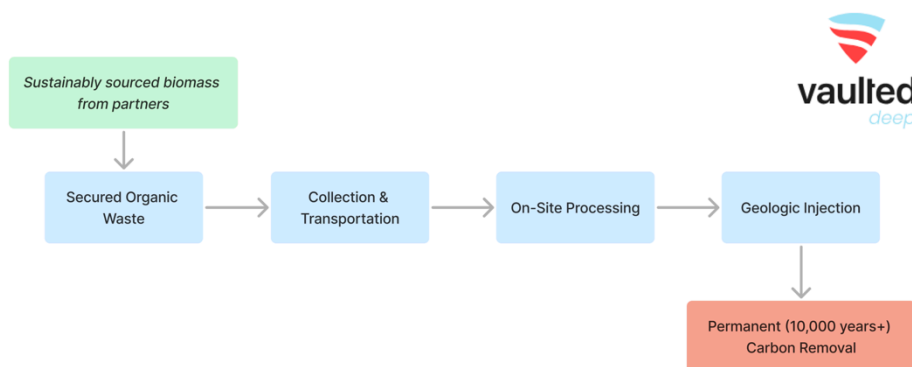 vaulted
deep
Sustainably sourced biomass
from partners
Secured Organic
Waste
Collection &
Transportation
On-Site Processing
Geologic Injection
Permanent (10,000 years+)
Carbon Removal